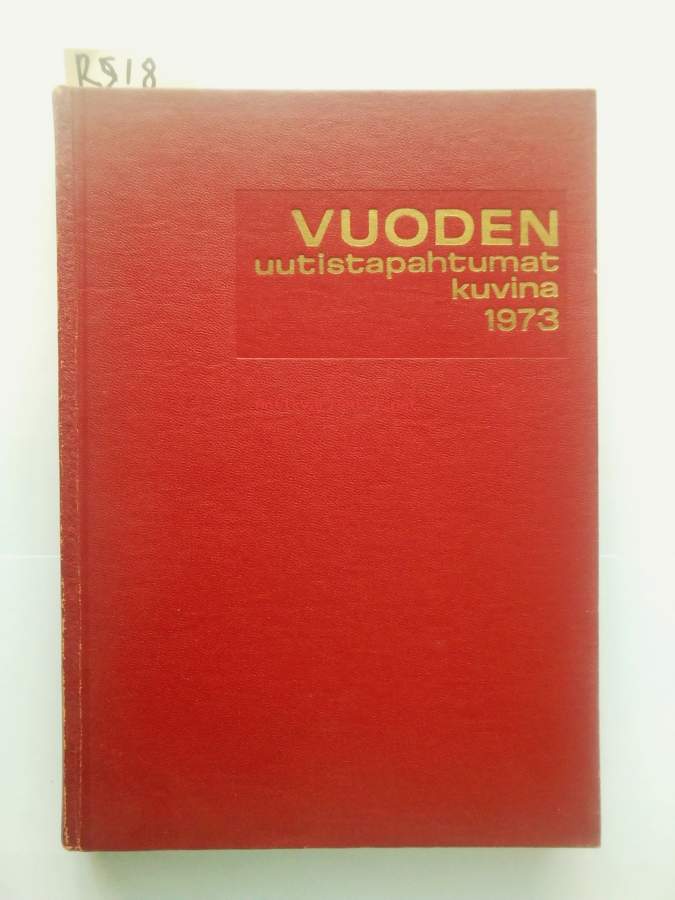 R518
VUODEN
uutistapahtumat
kuvina
1973